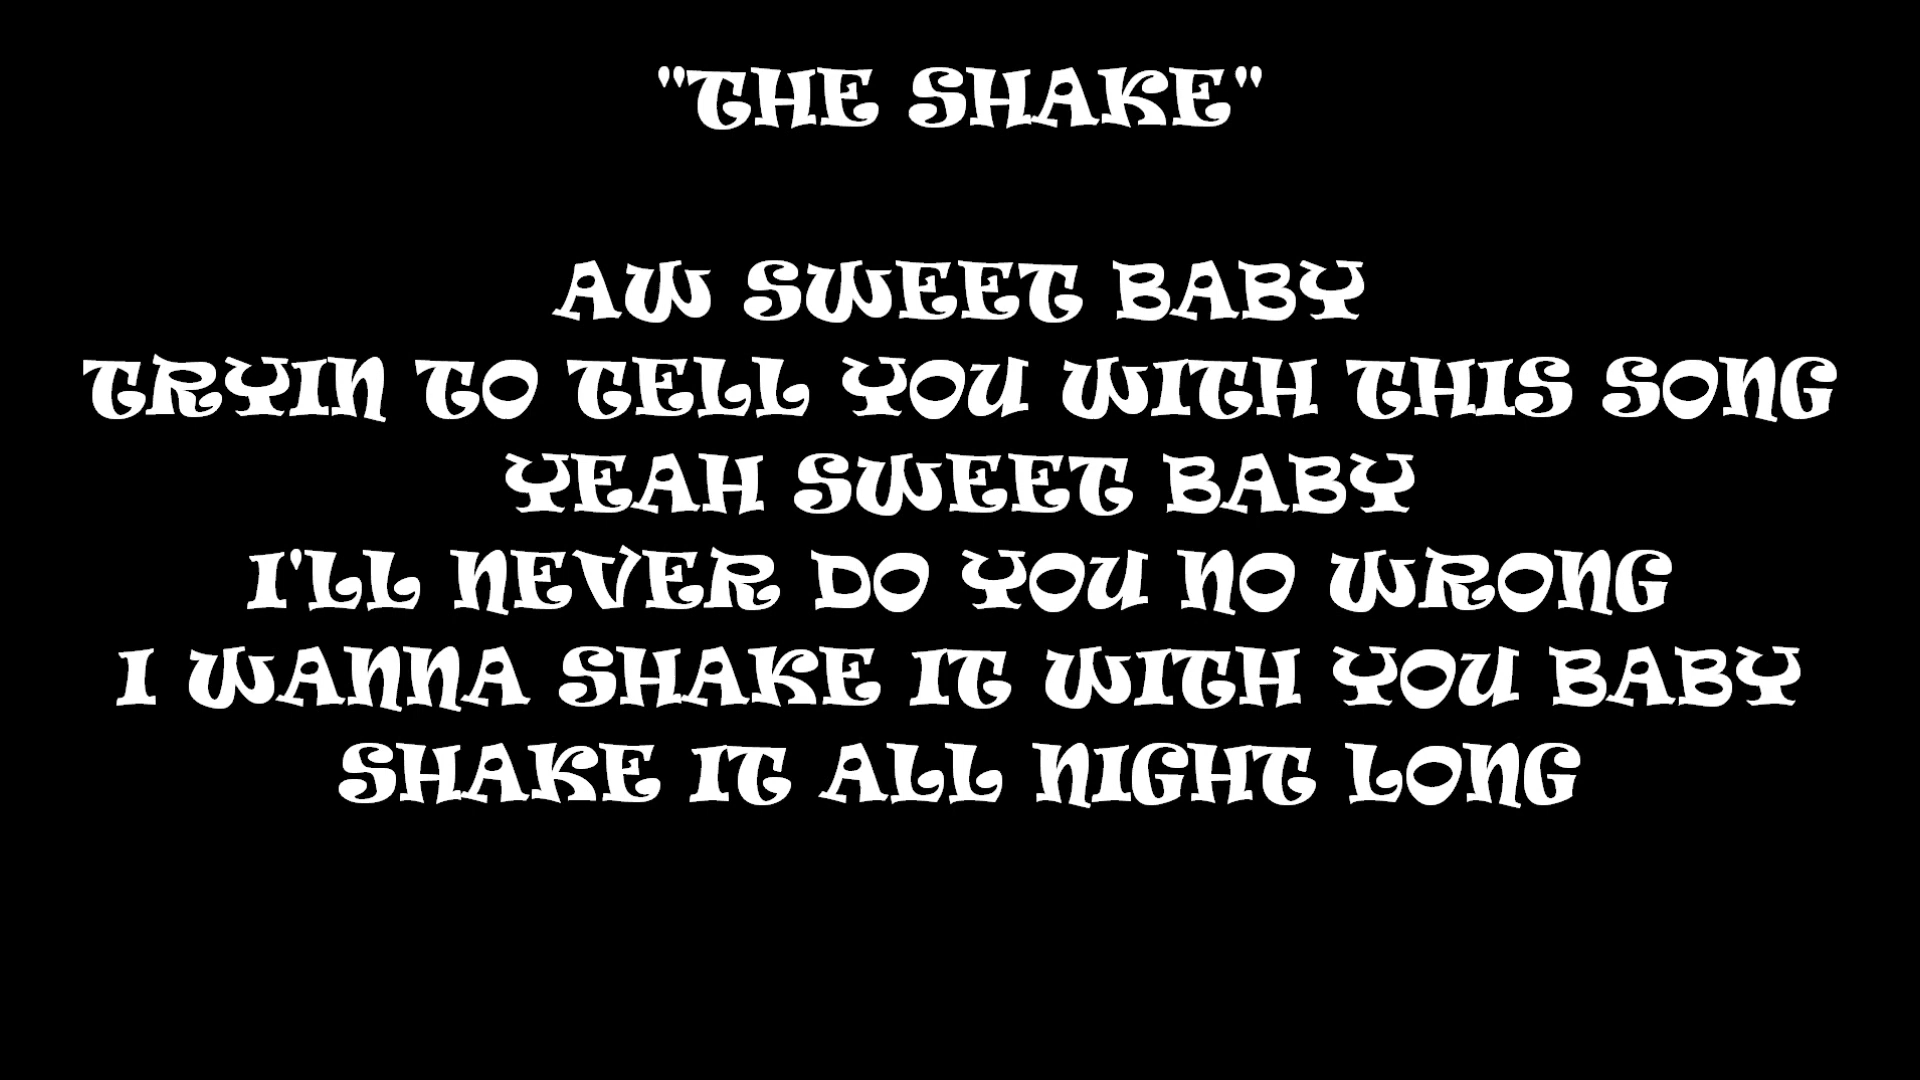 "THE SHAKE"
AW SWEET BABY
TRYIN TO TELL YOU WITH THIS SONG
YEAH SWEET BABY
I'LL NEVER DO YOU NO WRONG
I WANNA SHAKE IT WITH YOU BABY
SHAKE IT ALL NIGHT LONG